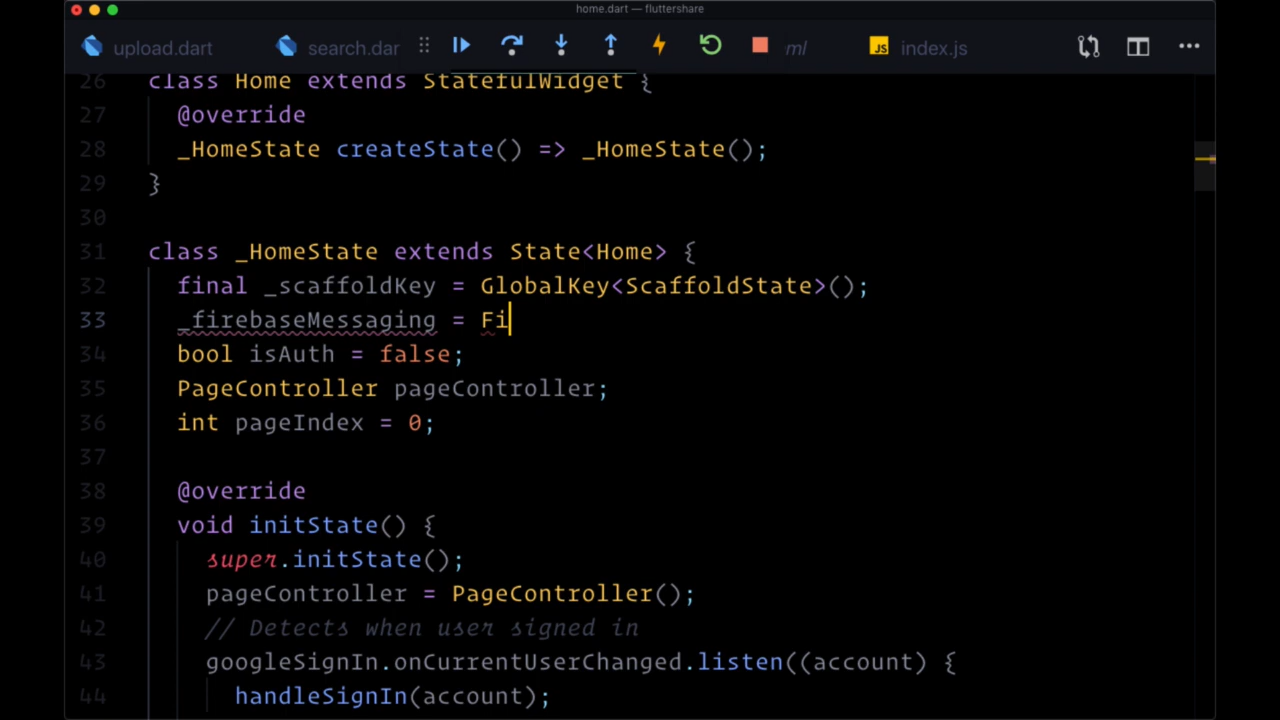 home.dart — fluttershare
upload.dart search.dar ml JS index.js
26 class Home extends StatefulWidget {
27 @override
28 _HomeState createState() => _HomeState();
29 }
30
31 class _HomeState extends State<Home> {
32 final _scaffoldKey = GlobalKey<ScaffoldState>();
33 _firebaseMessaging = Fi
34 bool isAuth = false;
35 PageController pageController;
36 int pageIndex = 0;
37
38 @override
39 void initState() {
40 super.initState();
41 pageController = PageController();
42 // Detects when user signed in
43 googleSignIn.onCurrentUserChanged.listen((account) {
44 handleSignIn(account);